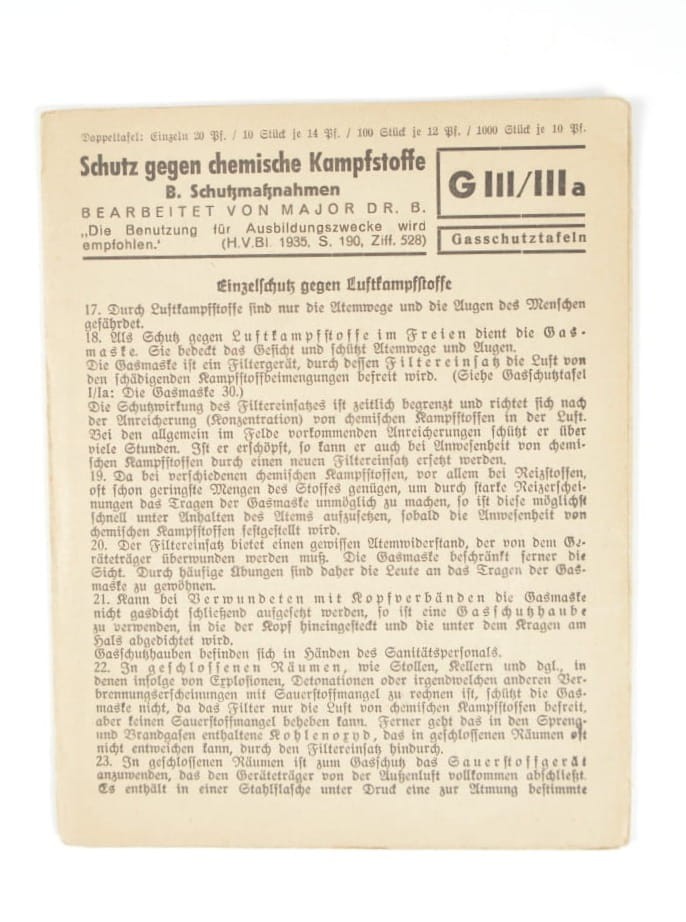 Doppeltafel: Einzeln 20 Pf. / 10 Stück je 14 Pf. / 100 Stück je 12 Pf. / 1000 Stück je 10 Pf.
Schutz gegen chemische Kampfstoffe
B. Schutzmaßnahmen
BEARBEITET VON MAJOR DR. B.
„Die Benutzung für Ausbildungszwecke wird
empfohlen.‘ (H.V.Bl. 1935, S. 190, Ziff. 528)
G III/IIIa
Gasschutztafeln
Einzelschutz gegen Luftkampfstoffe
17. Durch Luftkampfstoffe sind nur die Atemwege und die Augen des Menschen
gefährdet.
18. Als Schutz gegen Luftkampfstoffe im Freien dient die Gas-
maske. Sie bedeckt das Gesicht und schützt Atemwege und Augen.
Die Gasmaske ist ein Filtergerät, durch dessen Filtereinsatz die Luft von
den schädigenden Kampfstoffbeimengungen befreit wird. (Siehe Gasschutztafel
I/Ia: Die Gasmaske 30.)
Die Schutzwirkung des Filtereinsatzes ist zeitlich begrenzt und richtet sich nach
der Anreicherung (Konzentration) von chemischen Kampfstoffen in der Luft.
Bei den allgemein im Felde vorkommenden Anreicherungen schützt er über
viele Stunden. Ist er erschöpft, so kann er auch bei Anwesenheit von chemi-
schen Kampfstoffen durch einen neuen Filtereinsatz ersetzt werden.
19. Da bei verschiedenen chemischen Kampfstoffen, vor allem bei Reizstoffen,
oft schon geringste Mengen des Stoffes genügen, um durch starke Reizerschei-
nungen das Tragen der Gasmaske unmöglich zu machen, so ist diese möglichst
schnell unter Anhalten des Atems aufzusetzen, sobald die Anwesenheit von
chemischen Kampfstoffen festgestellt wird.
20. Der Filtereinsatz bietet einen gewissen Atemwiderstand, der von dem Ge-
räteträger überwunden werden muß. Die Gasmaske beschränkt ferner die
Sicht. Durch häufige Übungen sind daher die Leute an das Tragen der Gas-
maske zu gewöhnen.
21. Kann bei Verwundeten mit Kopfverbänden die Gasmaske
nicht gasdicht schließend aufgesetzt werden, so ist eine Gasschutzhaube
zu verwenden, in die der Kopf hineingesteckt und die unter dem Kragen am
Hals abgedichtet wird.
Gasschutzhauben befinden sich in Händen des Sanitätspersonals.
22. In geschlossenen Räumen, wie Stollen, Kellern und dgl., in
denen infolge von Explosionen, Detonationen oder irgendwelchen anderen Ver-
brennungserscheinungen mit Sauerstoffmangel zu rechnen ist, schützt die Gas-
maske nicht, da das Filter nur die Luft von chemischen Kampfstoffen befreit,
aber keinen Sauerstoffmangel beheben kann. Ferner geht das in den Spreng-
und Brandgasen enthaltene Kohlenoxyd, das in geschlossenen Räumen oft
nicht entweichen kann, durch den Filtereinsatz hindurch.
23. In geschlossenen Räumen ist zum Gasschutz das Sauerstoffgerät
anzuwenden, das den Geräteträger von der Außenluft vollkommen abschließt.
Es enthält in einer Stahlflasche unter Druck eine zur Atmung bestimmte